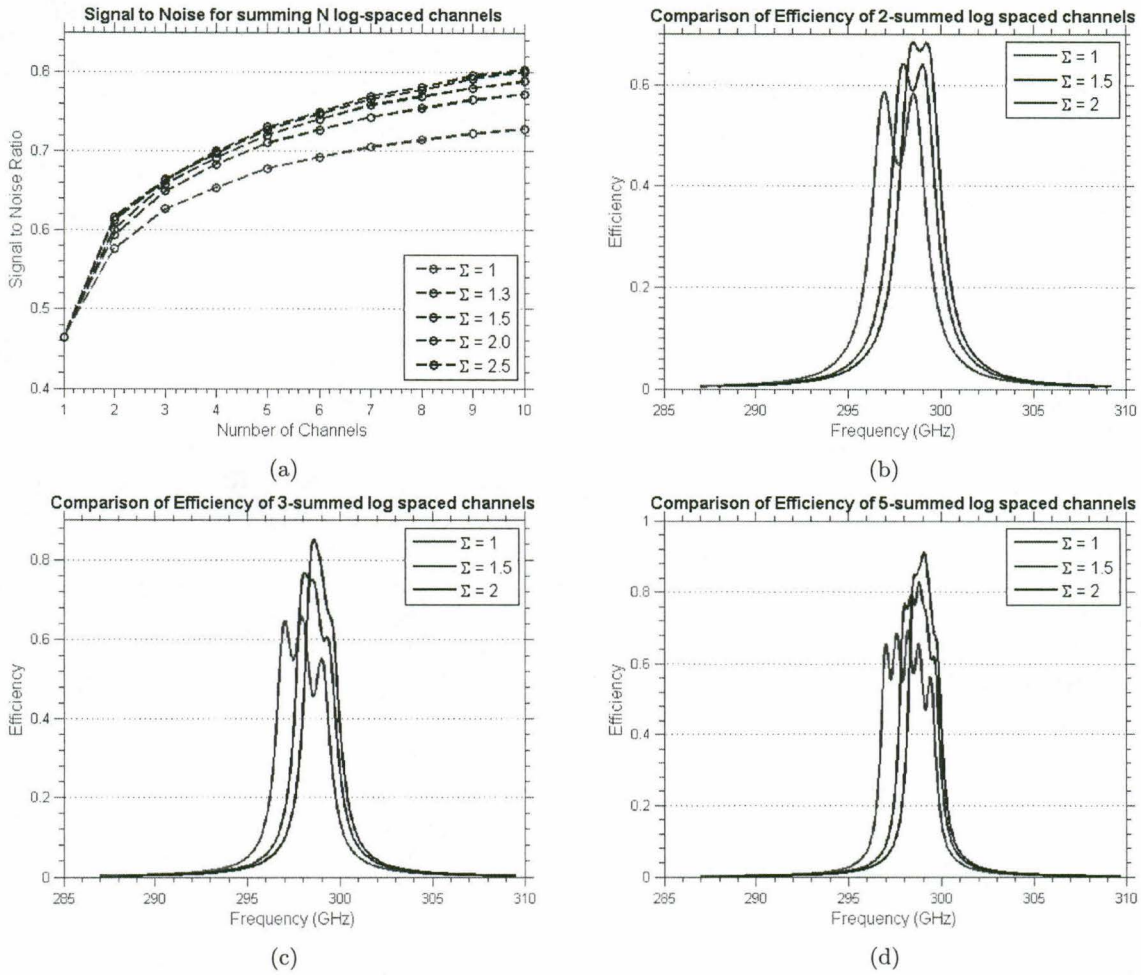 Signal to Noise for summing N log-spaced channels
Signal to Noise Ratio
0.8
0.7
0.6
0.5
0.4
1 2 3 4 5 6 7 8 9 10
Number of Channels
Σ = 1
Σ = 1.3
Σ = 1.5
Σ = 2.0
Σ = 2.5
(a)
Comparison of Efficiency of 2-summed log spaced channels
Efficiency
0.6
0.4
0.2
0
285 290 295 300 305 310
Frequency (GHz)
Σ = 1
Σ = 1.5
Σ = 2
(b)
Comparison of Efficiency of 3-summed log spaced channels
Efficiency
0.8
0.6
0.4
0.2
0
285 290 295 300 305 310
Frequency (GHz)
Σ = 1
Σ = 1.5
Σ = 2
(c)
Comparison of Efficiency of 5-summed log spaced channels
Efficiency
1
0.8
0.6
0.4
0.2
0
285 290 295 300 305 310
Frequency (GHz)
Σ = 1
Σ = 1.5
Σ = 2
(d)